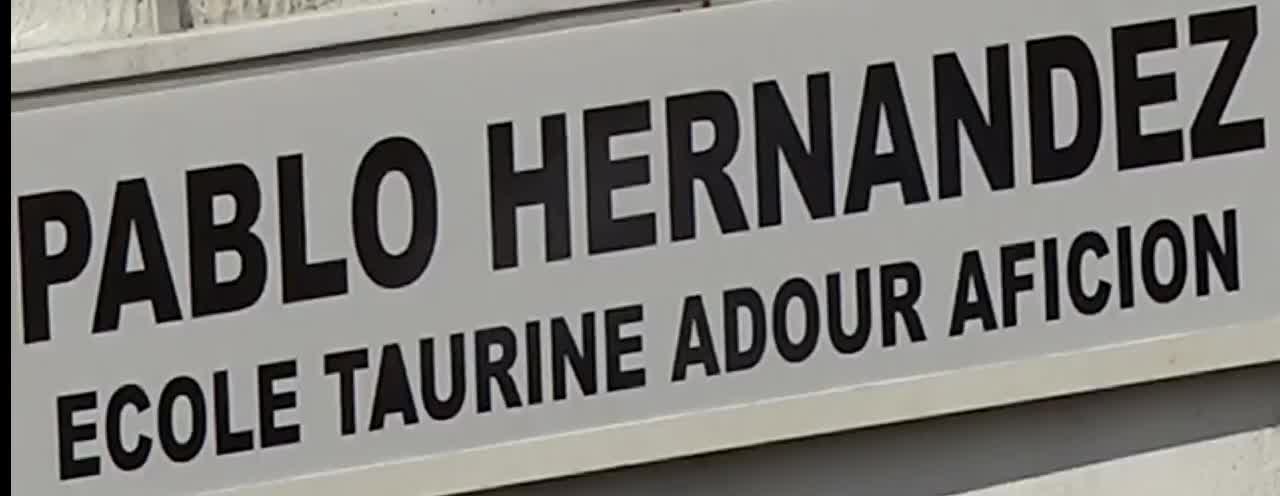 PABLO HERNANDEZ
ECOLE TAURINE ADOUR AFICION